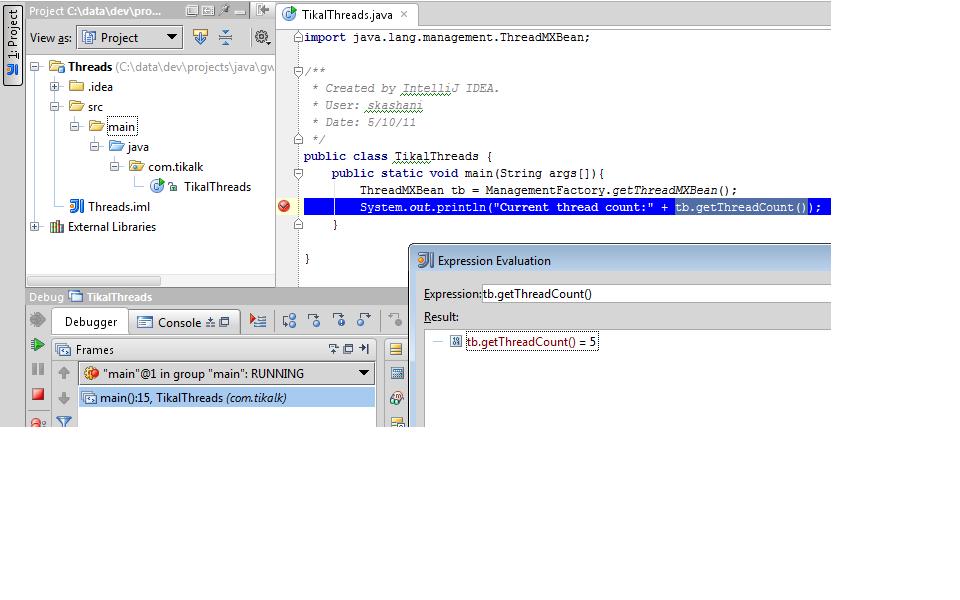 1: Project
Project C:\data\dev\pro...
View as: Project
Threads (C:\data\dev\projects\java\gw
.idea
src
main
java
com.tikalk
TikalThreads
Threads.iml
External Libraries
TikalThreads.java
import java.lang.management.ThreadMXBean;
/**
* Created by IntelliJ IDEA.
* User: skashani
* Date: 5/10/11
*/
public class TikalThreads {
public static void main(String args[]){
ThreadMXBean tb = ManagementFactory.getThreadMXBean();
System.out.println("Current thread count:" + tb.getThreadCount());
}
}
Expression Evaluation
Expression: tb.getThreadCount()
Result:
tb.getThreadCount() = 5
Debug TikalThreads
Debugger Console
Frames
"main"@1 in group "main": RUNNING
main():15, TikalThreads (com.tikalk)